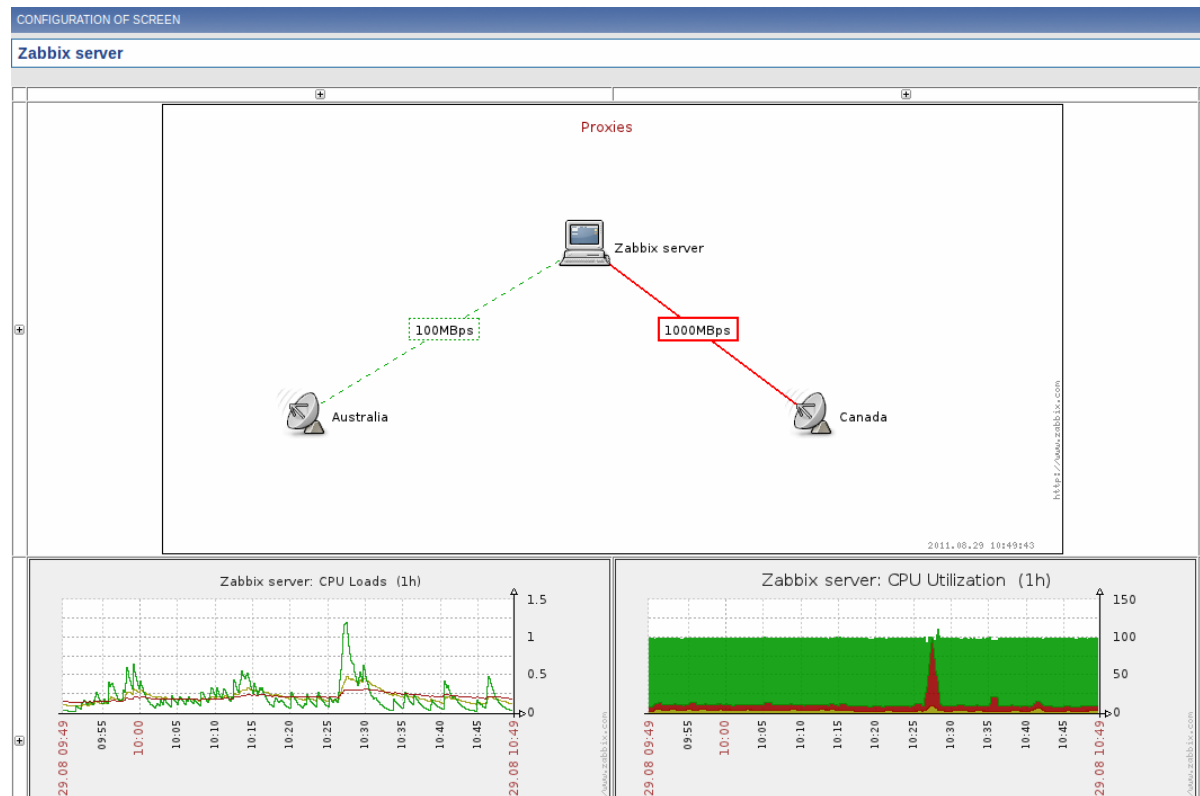 CONFIGURATION OF SCREEN
Zabbix server
Proxies
Zabbix server
100MBps
1000MBps
Australia
Canada
http://www.zabbix.com
2011.08.29 10:49:43
Zabbix server: CPU Loads (1h)
1.5
1
0.5
0
29.08 09:49
09:55
10:00
10:05
10:10
10:15
10:20
10:25
10:30
10:35
10:40
10:45
29.08 10:49
/www.zabbix.com
Zabbix server: CPU Utilization (1h)
150
100
50
0
29.08 09:49
09:55
10:00
10:05
10:10
10:15
10:20
10:25
10:30
10:35
10:40
10:45
29.08 10:49
/www.zabbix.com